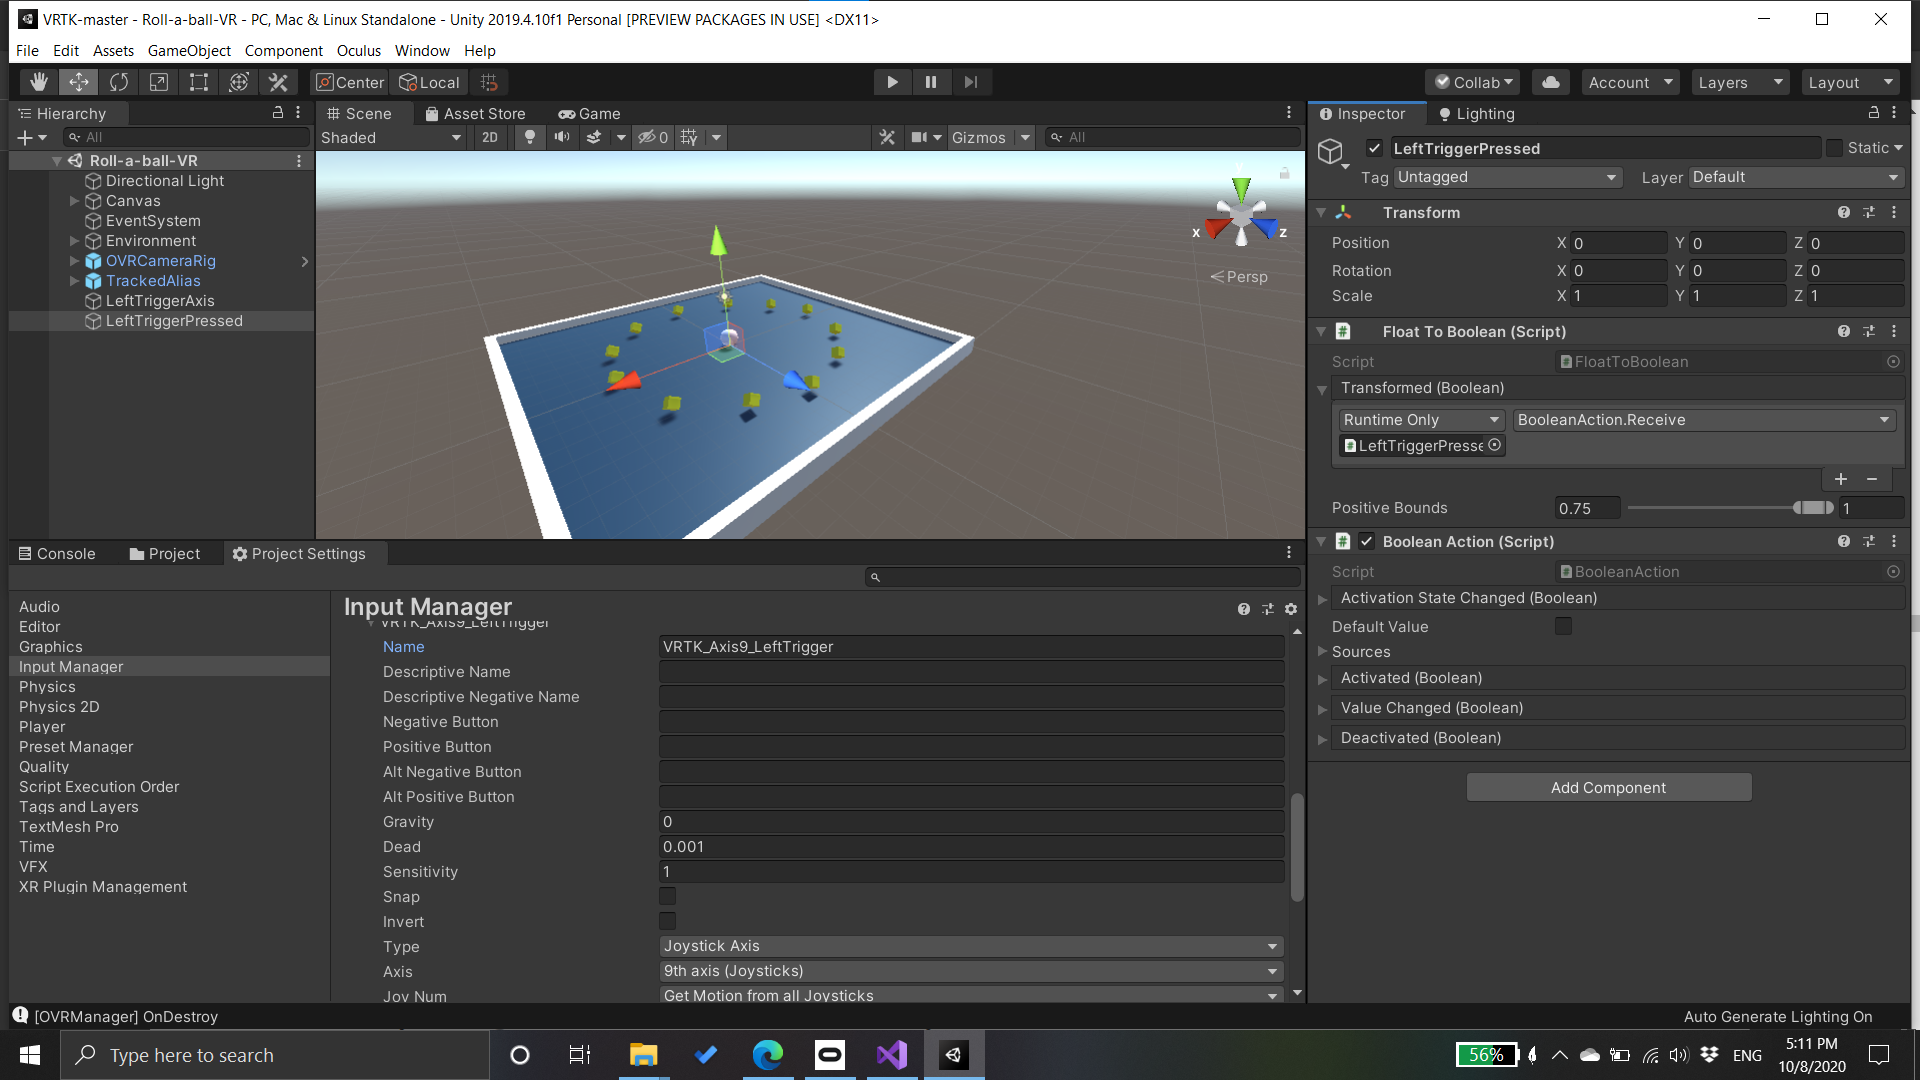 VRTK-master - Roll-a-ball-VR - PC, Mac & Linux Standalone - Unity 2019.4.10f1 Personal [PREVIEW PACKAGES IN USE] <DX11>
File Edit Assets GameObject Component Oculus Window Help
Center Local Collab Account Layers Layout
Hierarchy
All
Roll-a-ball-VR
Directional Light
Canvas
EventSystem
Environment
OVRCameraRig
TrackedAlias
LeftTriggerAxis
LeftTriggerPressed
Scene Asset Store Game
Shaded 2D 0 Gizmos All
x z
Persp
Inspector Lighting
LeftTriggerPressed Static
Tag Untagged Layer Default
Transform
Position X 0 Y 0 Z 0
Rotation X 0 Y 0 Z 0
Scale X 1 Y 1 Z 1
Float To Boolean (Script)
Script FloatToBoolean
Transformed (Boolean)
Runtime Only BooleanAction.Receive
LeftTriggerPresse
+ −
Positive Bounds 0.75 1
Boolean Action (Script)
Script BooleanAction
Activation State Changed (Boolean)
Default Value
Sources
Activated (Boolean)
Value Changed (Boolean)
Deactivated (Boolean)
Add Component
Console Project Project Settings
Audio
Editor
Graphics
Input Manager
Physics
Physics 2D
Player
Preset Manager
Quality
Script Execution Order
Tags and Layers
TextMesh Pro
Time
VFX
XR Plugin Management
Input Manager
VRTK_Axis9_LeftTrigger
Name VRTK_Axis9_LeftTrigger
Descriptive Name
Descriptive Negative Name
Negative Button
Positive Button
Alt Negative Button
Alt Positive Button
Gravity 0
Dead 0.001
Sensitivity 1
Snap
Invert
Type Joystick Axis
Axis 9th axis (Joysticks)
Joy Num Get Motion from all Joysticks
[OVRManager] OnDestroy
Auto Generate Lighting On
Type here to search
56%
ENG
5:11 PM
10/8/2020